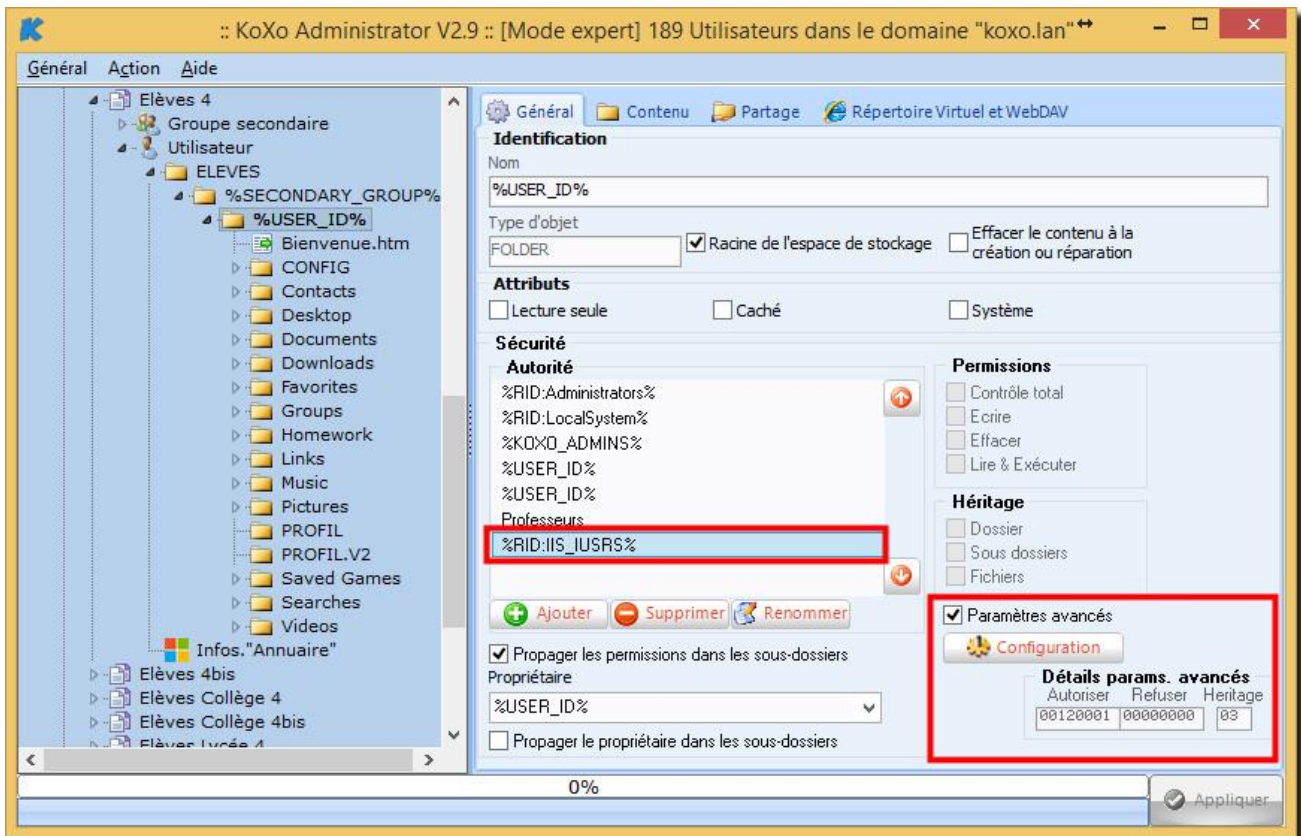 :: KoXo Administrator V2.9 :: [Mode expert] 189 Utilisateurs dans le domaine "koxo.lan"
Général Action Aide
Elèves 4
Groupe secondaire
Utilisateur
ELEVES
%SECONDARY_GROUP%
%USER_ID%
Bienvenue.htm
CONFIG
Contacts
Desktop
Documents
Downloads
Favorites
Groups
Homework
Links
Music
Pictures
PROFIL
PROFIL.V2
Saved Games
Searches
Videos
Infos."Annuaire"
Elèves 4bis
Elèves Collège 4
Elèves Collège 4bis
Elèves Lycée 4
Général Contenu Partage Répertoire Virtuel et WebDAV
Identification
Nom
%USER_ID%
Type d'objet
FOLDER
Racine de l'espace de stockage
Effacer le contenu à la
création ou réparation
Attributs
Lecture seule Caché Système
Sécurité
Autorité
%RID:Administrators%
%RID:LocalSystem%
%KOXO_ADMINS%
%USER_ID%
%USER_ID%
Professeurs
%RID:IIS_IUSRS%
Ajouter Supprimer Renommer
Propager les permissions dans les sous-dossiers
Propriétaire
%USER_ID%
Propager le propriétaire dans les sous-dossiers
Permissions
Contrôle total
Ecrire
Effacer
Lire & Exécuter
Héritage
Dossier
Sous dossiers
Fichiers
Paramètres avancés
Configuration
Détails params. avancés
Autoriser Refuser Heritage
00120001 00000000 03
0%
Appliquer